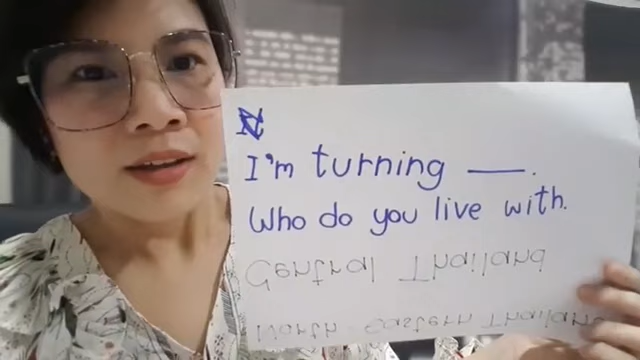 I'm turning ___.
Who do you live with.
Central Thailand
North Eastern Thailand